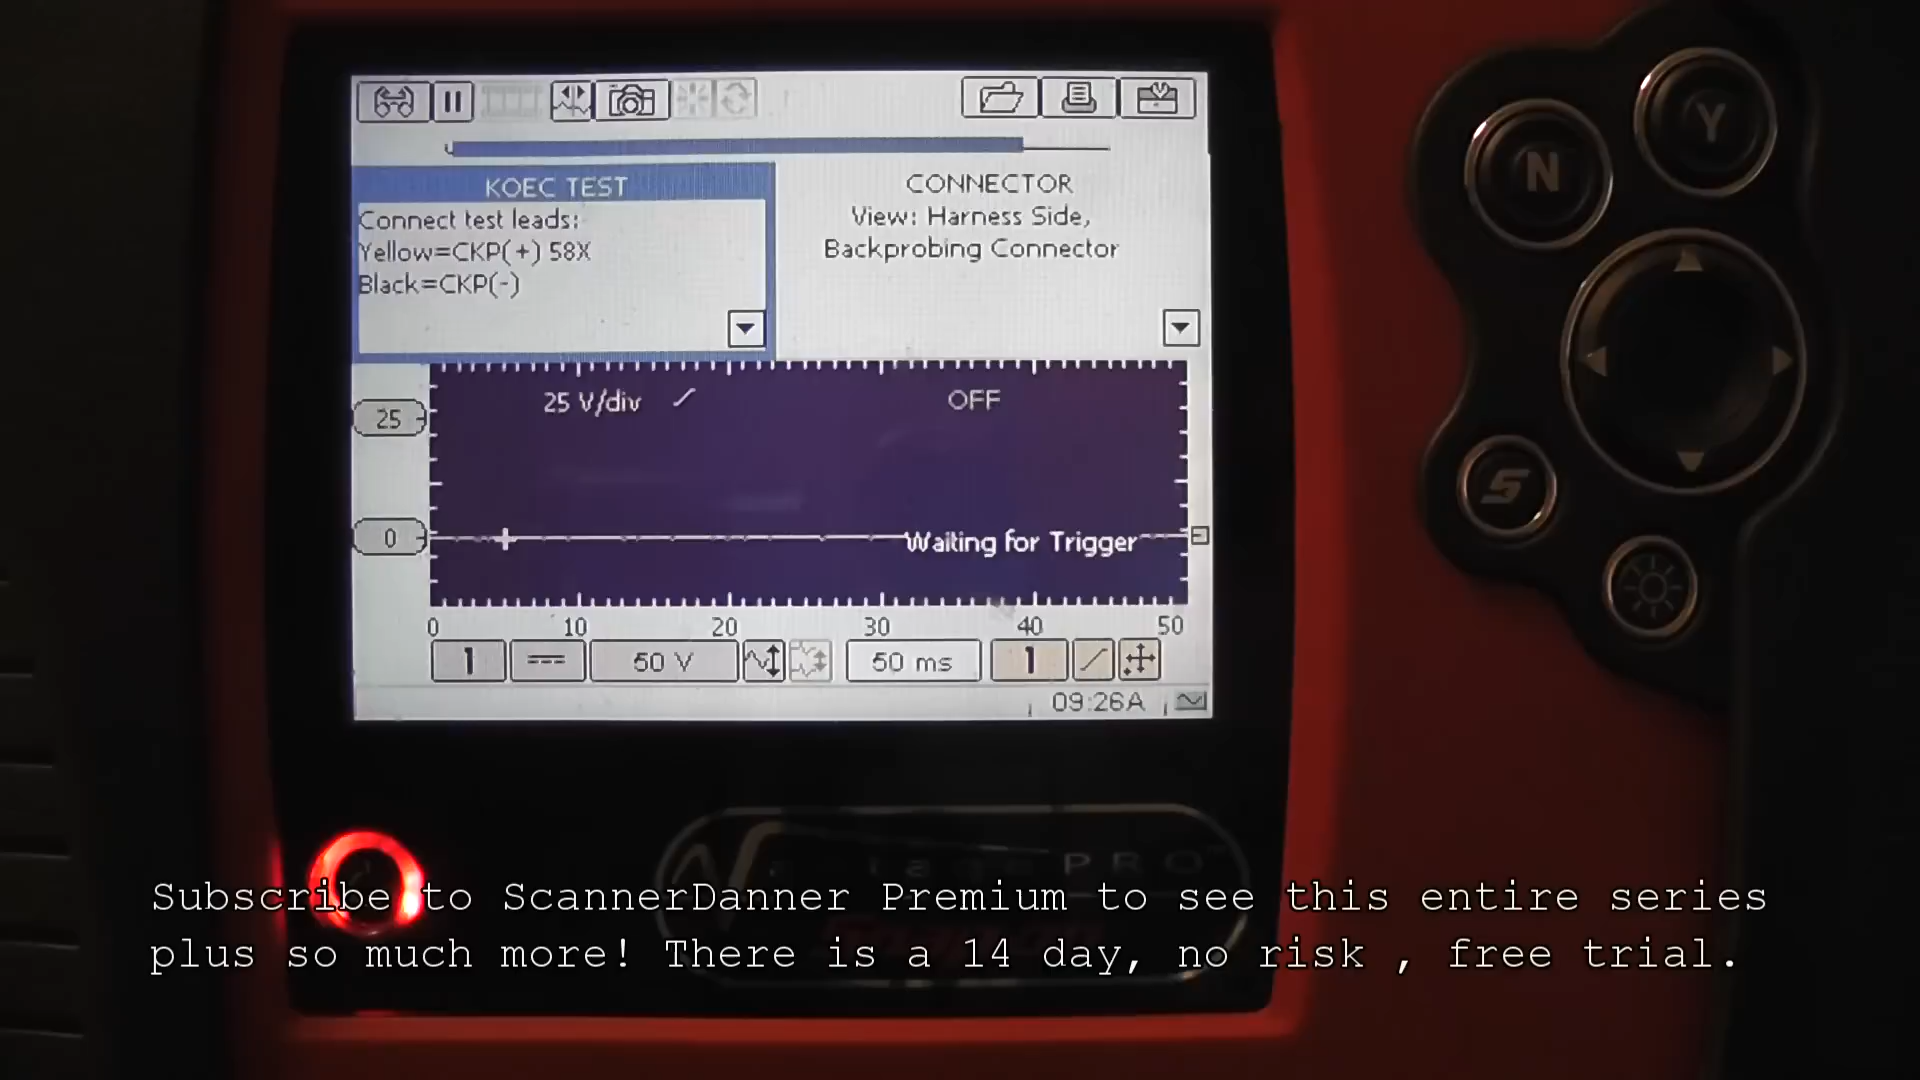 KOEC TEST
Connect test leads:
Yellow=CKP(+) 58X
Black=CKP(-)
CONNECTOR
View: Harness Side,
Backprobing Connector
25 V/div
OFF
25
0
Waiting for Trigger
0 10 20 30 40 50
1 50 V 50 ms 1
09:26A
N
Y
S
PRO
Subscribe to ScannerDanner Premium to see this entire series
plus so much more! There is a 14 day, no risk , free trial.